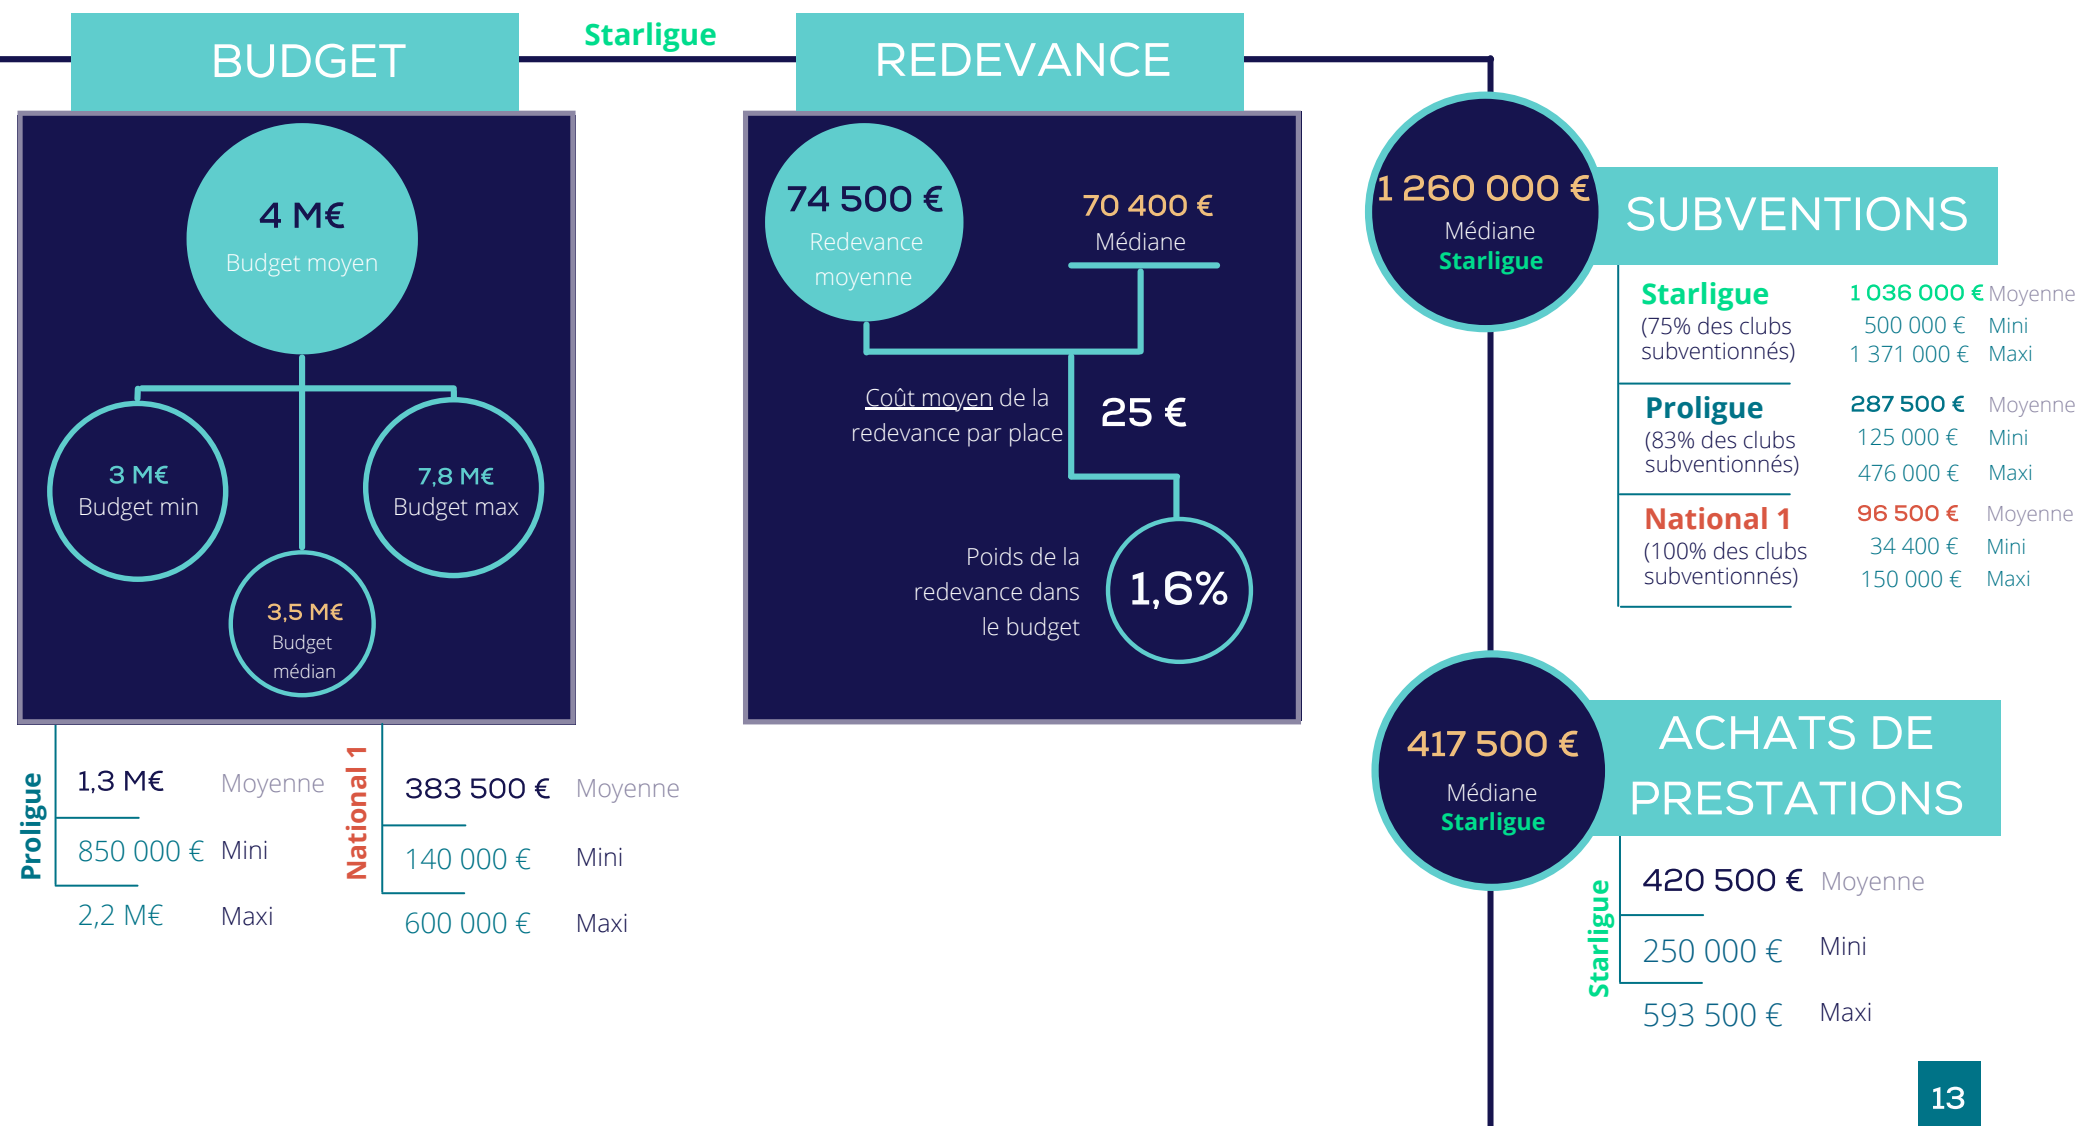 BUDGET
Starligue
REDEVANCE
4 M€
Budget moyen
3 M€
Budget min
7,8 M€
Budget max
3,5 M€
Budget
médian
74 500 €
Redevance
moyenne
70 400 €
Médiane
Coût moyen de la
redevance par place
25 €
Poids de la
redevance dans
le budget
1,6%
Proligue
1,3 M€ Moyenne
850 000 € Mini
2,2 M€ Maxi
National 1
383 500 € Moyenne
140 000 € Mini
600 000 € Maxi
1 260 000 €
Médiane
Starligue
SUBVENTIONS
Starligue
(75% des clubs
subventionnés)
1 036 000 € Moyenne
500 000 € Mini
1 371 000 € Maxi
Proligue
(83% des clubs
subventionnés)
287 500 € Moyenne
125 000 € Mini
476 000 € Maxi
National 1
(100% des clubs
subventionnés)
96 500 € Moyenne
34 400 € Mini
150 000 € Maxi
417 500 €
Médiane
Starligue
ACHATS DE
PRESTATIONS
Starligue
420 500 € Moyenne
250 000 € Mini
593 500 € Maxi
13